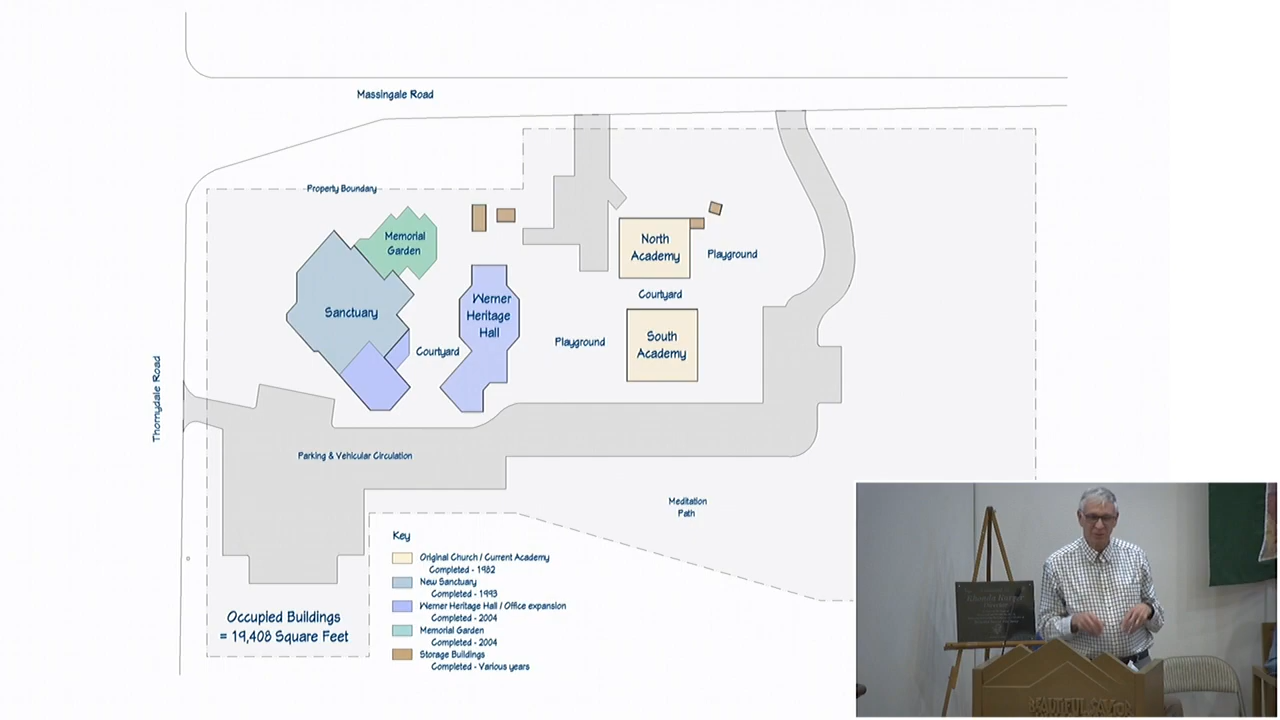 Massingale Road
Property Boundary
Memorial
Garden
North
Academy
Playground
Sanctuary
Werner
Heritage
Hall
Courtyard
Courtyard
Playground
South
Academy
Thornydale Road
Parking & Vehicular Circulation
Meditation
Path
Key
Original Church / Current Academy
Completed - 1982
New Sanctuary
Completed - 1993
Werner Heritage Hall / Office expansion
Completed - 2004
Memorial Garden
Completed - 2004
Storage Buildings
Completed - Various years
Occupied Buildings
= 19,408 Square Feet
BEAUTIFUL SAVIOR